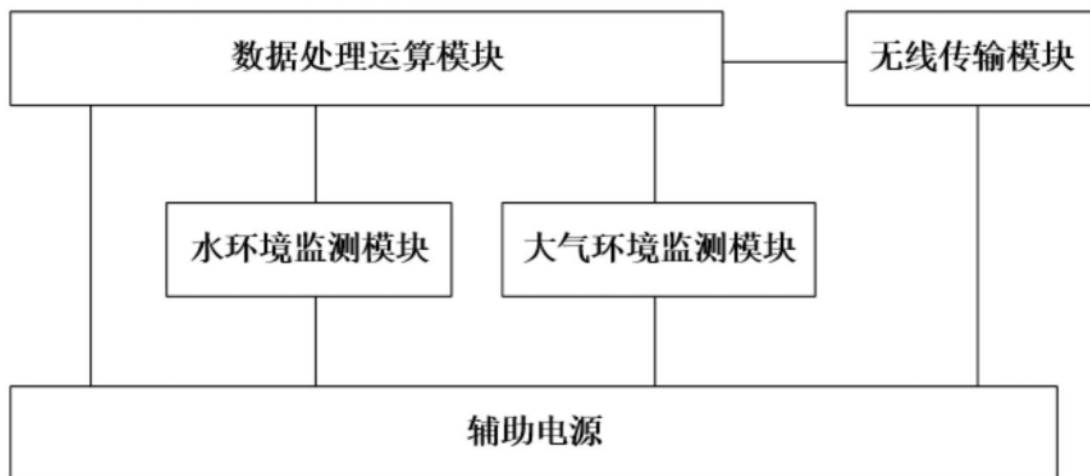 数据处理运算模块
无线传输模块
水环境监测模块
大气环境监测模块
辅助电源